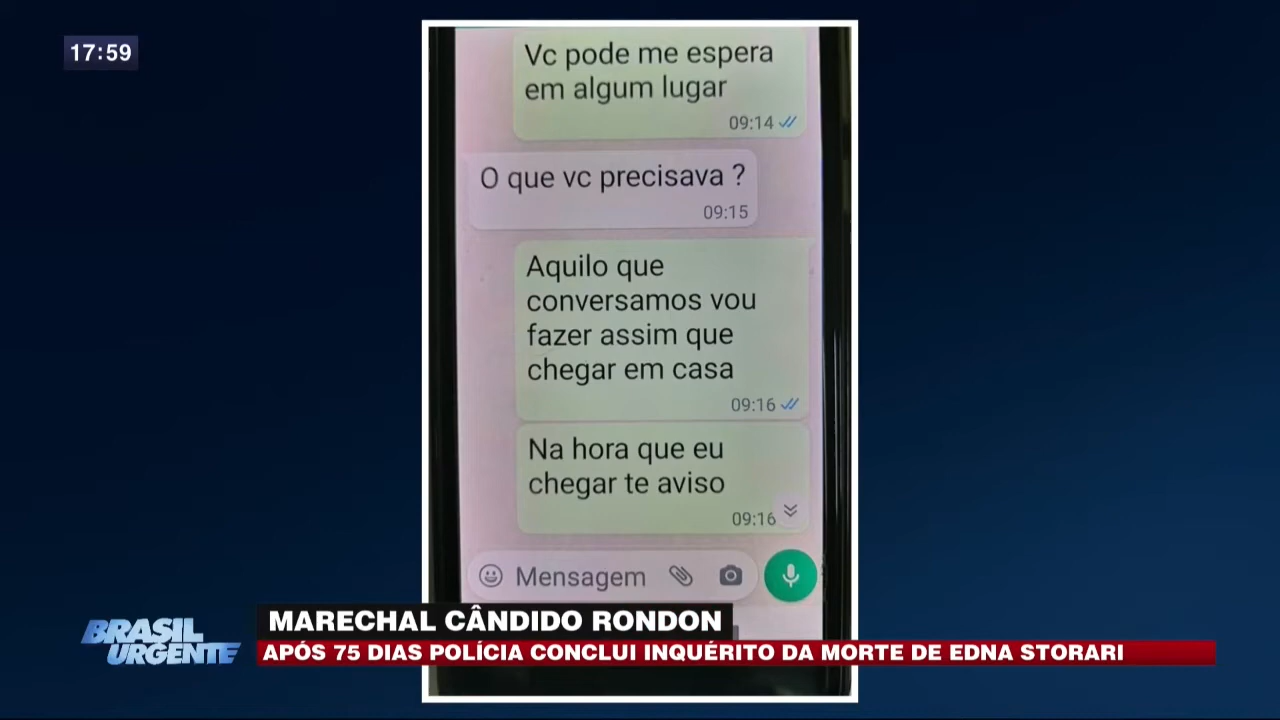 17:59
Vc pode me espera
em algum lugar
09:14
O que vc precisava ?
09:15
Aquilo que
conversamos vou
fazer assim que
chegar em casa
09:16
Na hora que eu
chegar te aviso
09:16
Mensagem
BRASIL
URGENTE
MARECHAL CÂNDIDO RONDON
APÓS 75 DIAS POLÍCIA CONCLUI INQUÉRITO DA MORTE DE EDNA STORARI